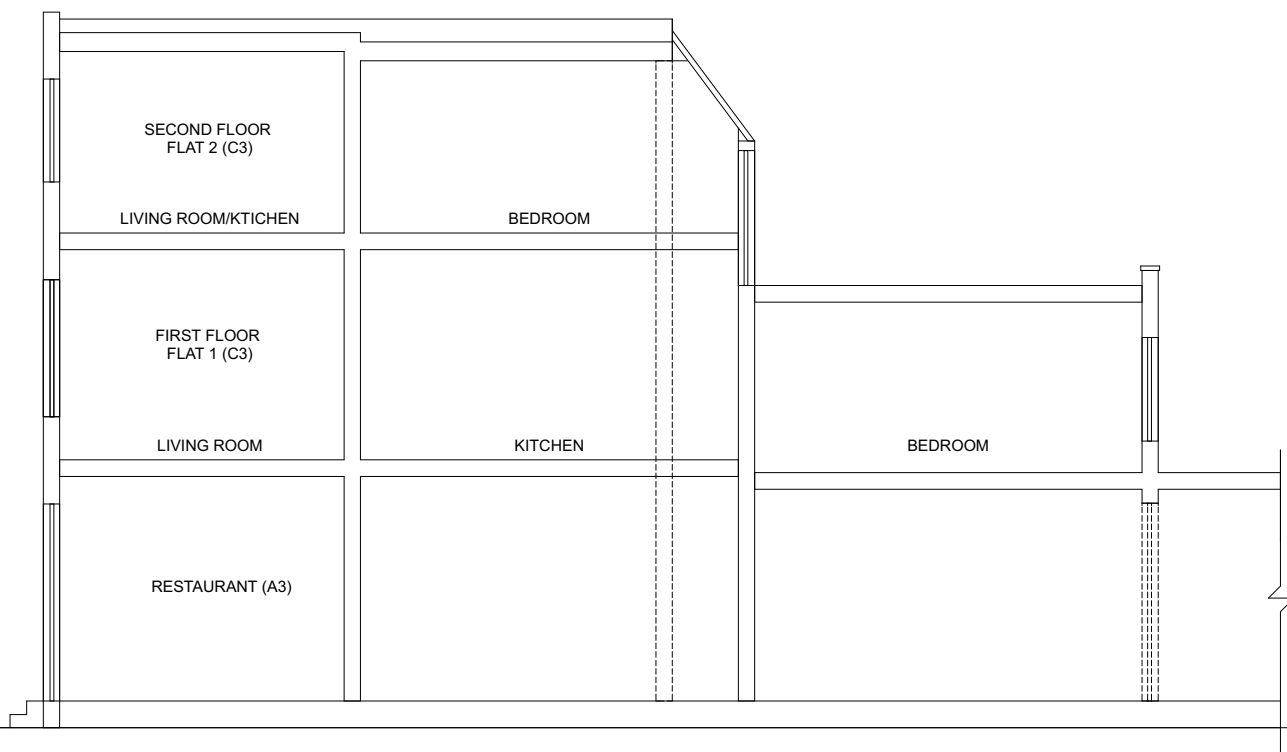 SECOND FLOOR
FLAT 2 (C3)
LIVING ROOM/KTICHEN
BEDROOM
FIRST FLOOR
FLAT 1 (C3)
LIVING ROOM
KITCHEN
BEDROOM
RESTAURANT (A3)